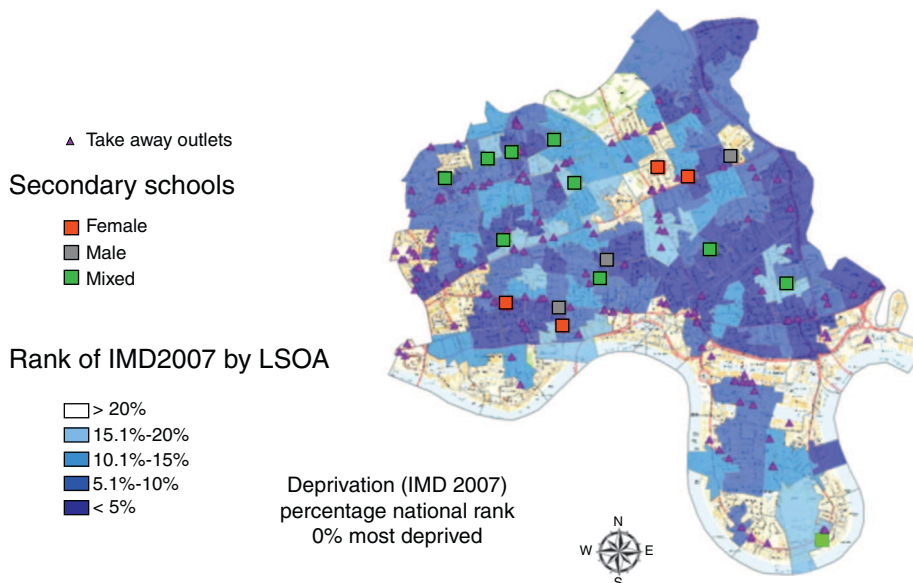 Take away outlets
Secondary schools
Female
Male
Mixed
Rank of IMD2007 by LSOA
> 20%
15.1%-20%
10.1%-15%
5.1%-10%
< 5%
Deprivation (IMD 2007)
percentage national rank
0% most deprived
N
W E
S